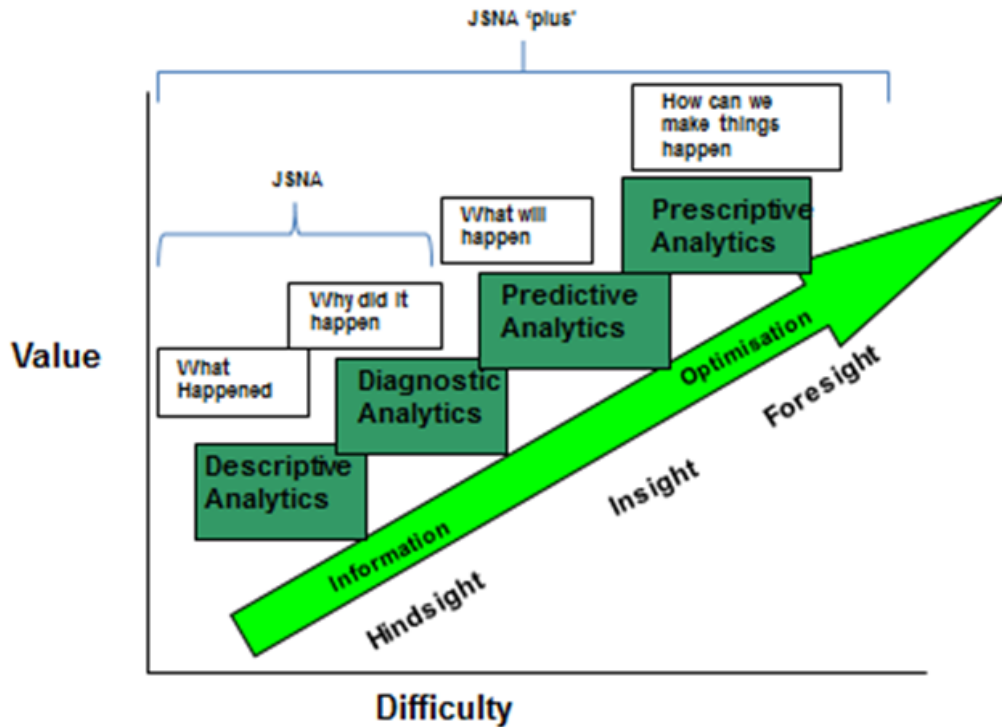 JSNA "plus"
How can we
make things
happen
JSNA
What will
happen
Prescriptive
Analytics
Why did it
happen
Predictive
Analytics
Value
What
Happened
Diagnostic
Analytics
Optimisation
Foresight
Descriptive
Analytics
Insight
Information
Hindsight
Difficulty